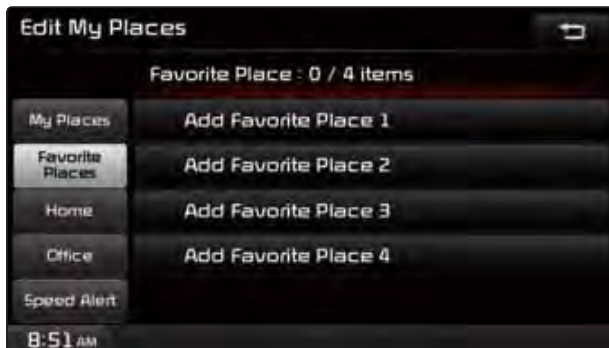 Edit My Places
Favorite Place : 0 / 4 items
My Places
Add Favorite Place 1
Favorite
Places
Add Favorite Place 2
Home
Add Favorite Place 3
Office
Add Favorite Place 4
Speed Alert
8:51 AM